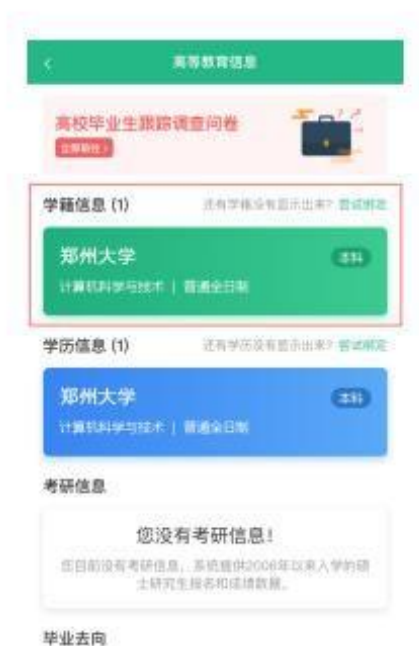 高等教育信息
高校毕业生跟踪调查问卷
立即前往 >
学籍信息 (1) 还有学籍没有显示出来? 尝试绑定
郑州大学 本科
计算机科学与技术 | 普通全日制
学历信息 (1) 还有学历没有显示出来? 尝试绑定
郑州大学 本科
计算机科学与技术 | 普通全日制
考研信息
您没有考研信息!
您目前没有考研信息,系统提供2006年以来入学的硕
士研究生报名和成绩数据。
毕业去向